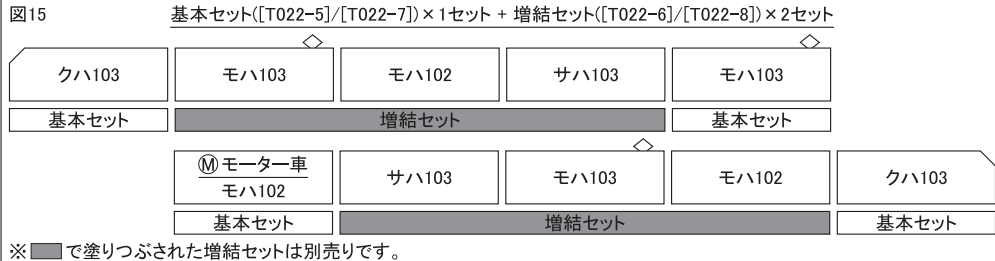 図15 基本セット([T022-5]/[T022-7])×1セット + 増結セット([T022-6]/[T022-8])×2セット
クハ103 モハ103 モハ102 サハ103 モハ103
基本セット 増結セット 基本セット
Ⓜモーター車
モハ102 サハ103 モハ103 モハ102 クハ103
基本セット 増結セット 基本セット
※■で塗りつぶされた増結セットは別売りです。